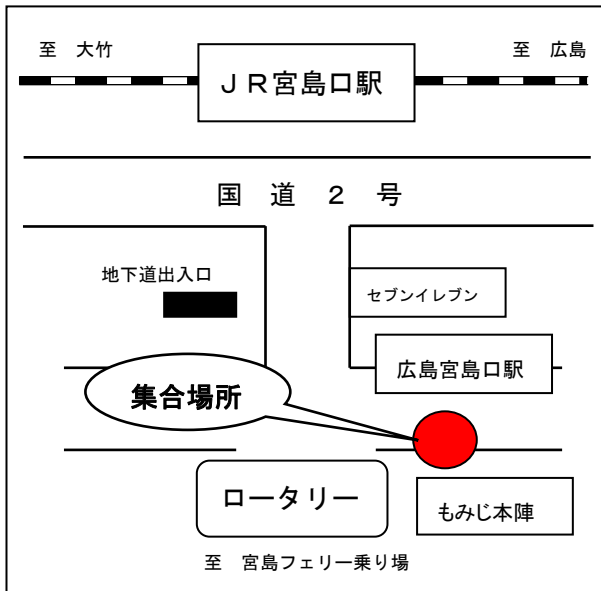 至　大竹
至　広島
ＪＲ宮島口駅
国　道　２　号
地下道出入口
セブンイレブン
広島宮島口駅
集合場所
ロータリー
もみじ本陣
至　宮島フェリー乗り場